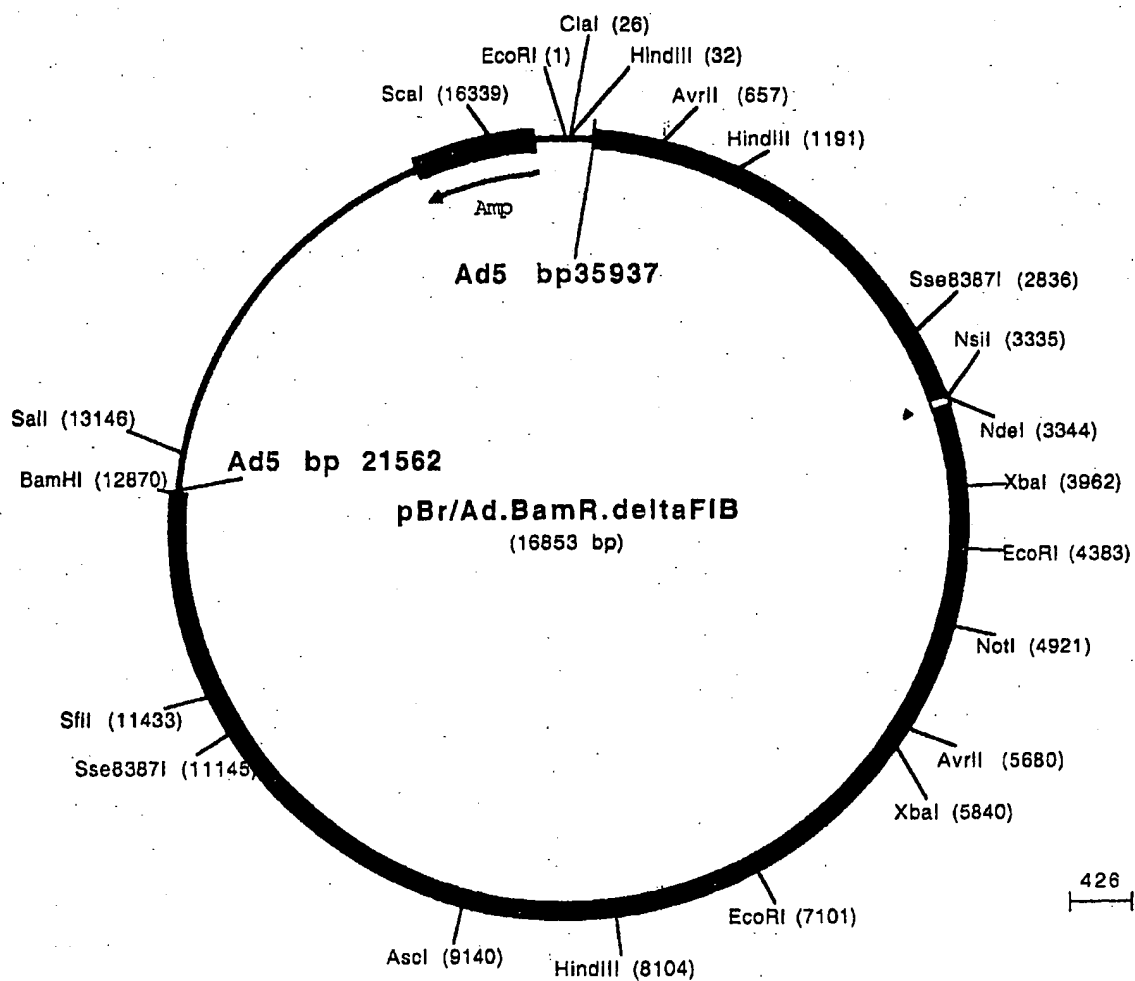 ClaI (26)
EcoRI (1)
HindIII (32)
ScaI (16339)
AvrII (657)
HindIII (1191)
Amp
Ad5 bp35937
Sse8387I (2836)
NsiI (3335)
NdeI (3344)
SalI (13146)
Ad5 bp 21562
BamHI (12870)
XbaI (3962)
pBr/Ad.BamR.deltaFIB
(16853 bp)
EcoRI (4383)
NotI (4921)
SfiI (11433)
AvrII (5680)
Sse8387I (11145)
XbaI (5840)
426
EcoRI (7101)
AscI (9140)
HindIII (8104)